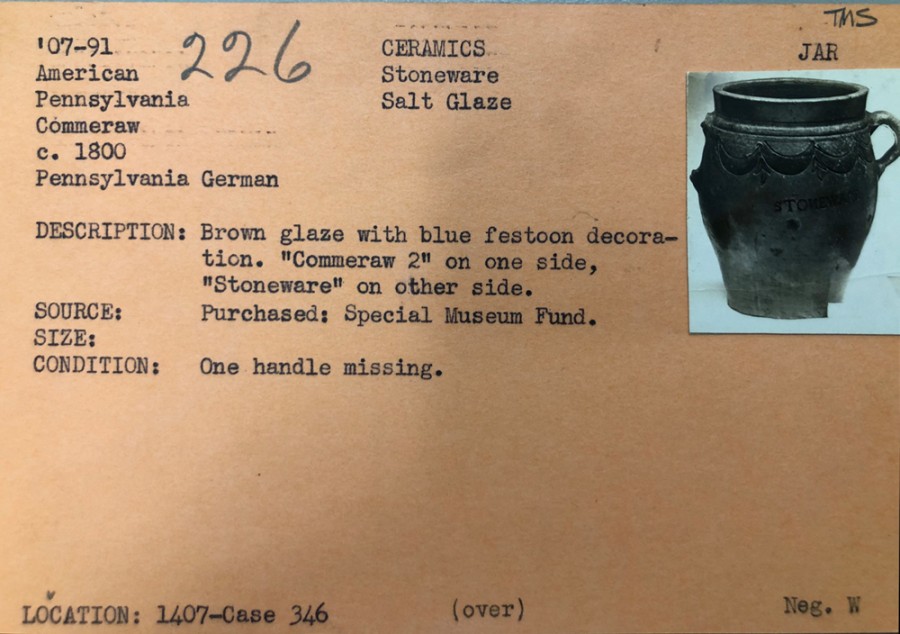 TMS
'07-91
226
CERAMICS
JAR
American
Stoneware
Pennsylvania
Salt Glaze
Commeraw
c. 1800
Pennsylvania German
STONEWARE
DESCRIPTION: Brown glaze with blue festoon decora-
tion. "Commeraw 2" on one side,
"Stoneware" on other side.
SOURCE: Purchased: Special Museum Fund.
SIZE:
CONDITION: One handle missing.
LOCATION: 1407-Case 346
(over)
Neg. W